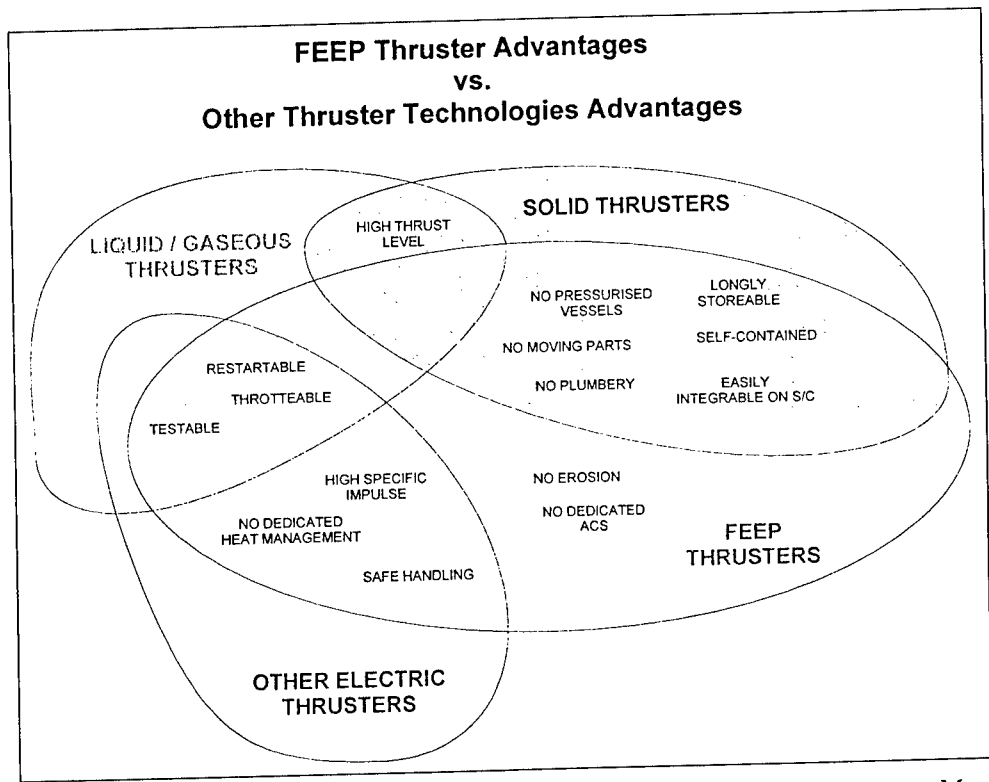 FEEP Thruster Advantages
vs.
Other Thruster Technologies Advantages
SOLID THRUSTERS
HIGH THRUST
LEVEL
LIQUID / GASEOUS
THRUSTERS
NO PRESSURISED
VESSELS
LONGLY
STOREABLE
NO MOVING PARTS
SELF-CONTAINED
NO PLUMBERY
EASILY
INTEGRABLE ON S/C
RESTARTABLE
THROTTEABLE
TESTABLE
HIGH SPECIFIC
IMPULSE
NO EROSION
NO DEDICATED
HEAT MANAGEMENT
NO DEDICATED
ACS
FEEP
THRUSTERS
SAFE HANDLING
OTHER ELECTRIC
THRUSTERS